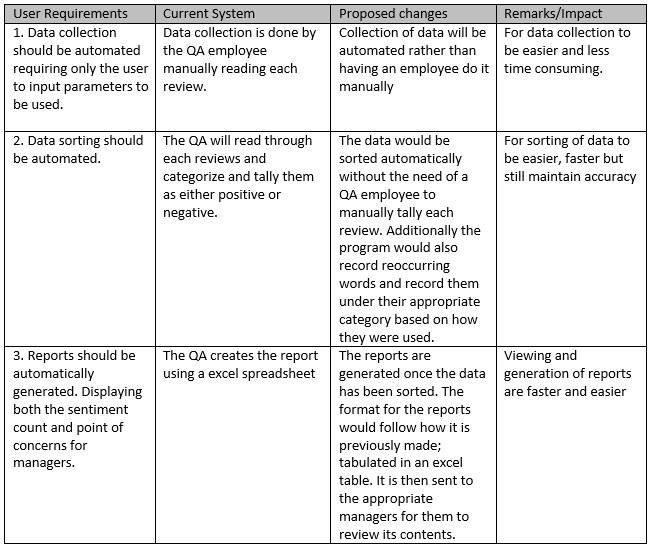 User Requirements
Current System
Proposed changes
Remarks/Impact
1. Data collection
should be automated
requiring only the user
to input parameters to
be used.
Data collection is done by
the QA employee
manually reading each
review.
Collection of data will be
automated rather than
having an employee do it
manually
For data collection to
be easier and less
time consuming.
2. Data sorting should
be automated.
The QA will read through
each reviews and
categorize and tally them
as either positive or
negative.
The data would be
sorted automatically
without the need of a
QA employee to
manually tally each
review. Additionally the
program would also
record reoccurring
words and record them
under their appropriate
category based on how
they were used.
For sorting of data to
be easier, faster but
still maintain accuracy
3. Reports should be
automatically
generated. Displaying
both the sentiment
count and point of
concerns for
managers.
The QA creates the report
using a excel spreadsheet
The reports are
generated once the data
has been sorted. The
format for the reports
would follow how it is
previously made;
tabulated in an excel
table. It is then sent to
the appropriate
managers for them to
review its contents.
Viewing and
generation of reports
are faster and easier